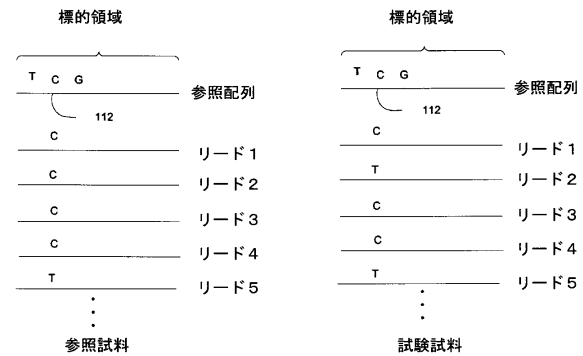 標的領域
T C G
参照配列
112
C
リード1
C
リード2
C
リード3
C
リード4
T
リード5
参照試料
標的領域
T C G
参照配列
112
C
リード1
T
リード2
C
リード3
C
リード4
T
リード5
試験試料